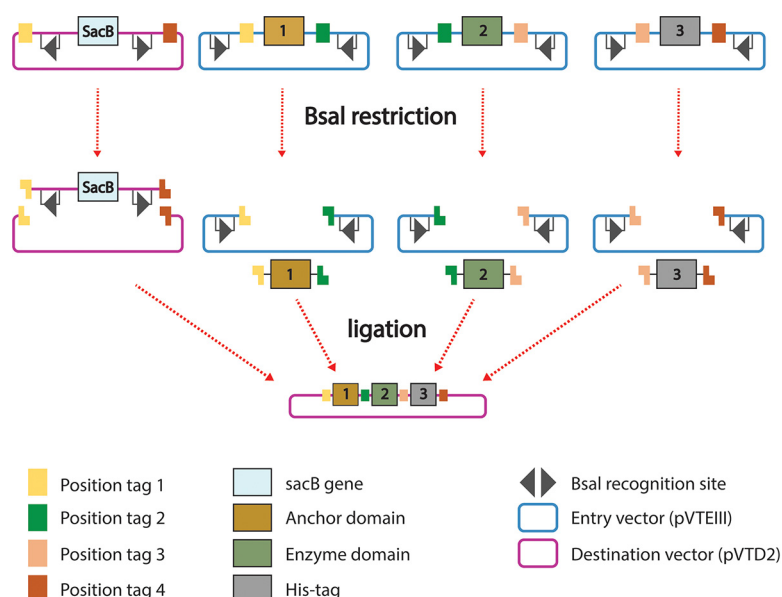 SacB 1 2 3
BsaI restriction
SacB
1 2 3
ligation
1 2 3
Position tag 1 sacB gene BsaI recognition site
Position tag 2 Anchor domain Entry vector (pVTEIII)
Position tag 3 Enzyme domain Destination vector (pVTD2)
Position tag 4 His-tag